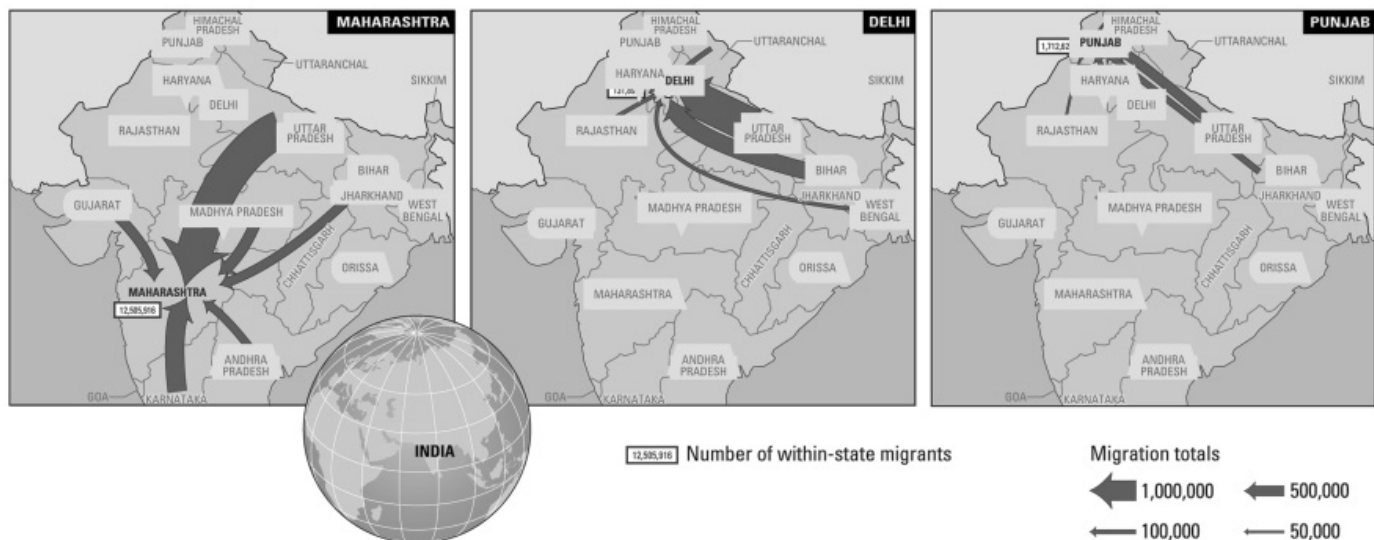 MAHARASHTRA
HIMACHAL
PRADESH
PUNJAB
UTTARANCHAL
HARYANA
SIKKIM
DELHI
RAJASTHAN
UTTAR
PRADESH
BIHAR
JHARKHAND
GUJARAT
MADHYA PRADESH
WEST
BENGAL
CHHATTISGARH
ORISSA
MAHARASHTRA
12,505,916
ANDHRA
PRADESH
GOA
KARNATAKA
DELHI
HIMACHAL
PRADESH
PUNJAB
UTTARANCHAL
HARYANA
DELHI
SIKKIM
RAJASTHAN
UTTAR
PRADESH
BIHAR
JHARKHAND
WEST
BENGAL
MADHYA PRADESH
GUJARAT
CHHATTISGARH
ORISSA
MAHARASHTRA
ANDHRA
PRADESH
GOA
KARNATAKA
PUNJAB
HIMACHAL
PRADESH
PUNJAB
UTTARANCHAL
HARYANA
SIKKIM
DELHI
RAJASTHAN
UTTAR
PRADESH
BIHAR
JHARKHAND
WEST
BENGAL
MADHYA PRADESH
GUJARAT
CHHATTISGARH
ORISSA
MAHARASHTRA
ANDHRA
PRADESH
GOA
KARNATAKA
INDIA
12,505,916 Number of within-state migrants
Migration totals
1,000,000 500,000
100,000 50,000